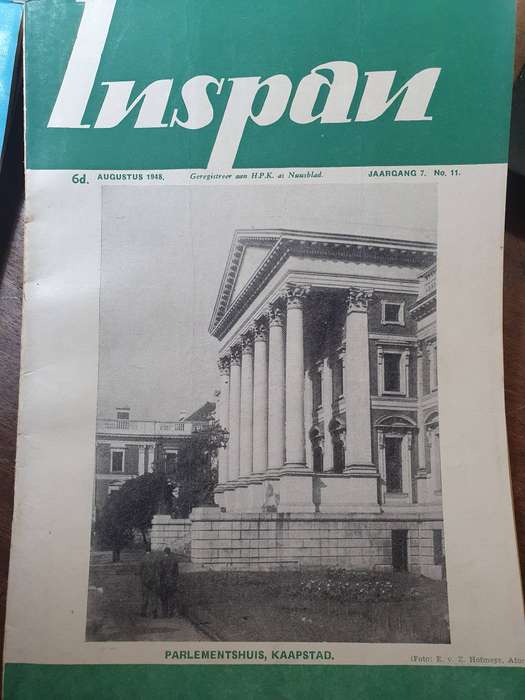 Inspan
6d. AUGUSTUS 1948. Geregistreer aan H.P.K. as Nuusblad. JAARGANG 7. No. 11.
PARLEMENTSHUIS, KAAPSTAD.
(Foto: E. v. Z. Hofmeyr,